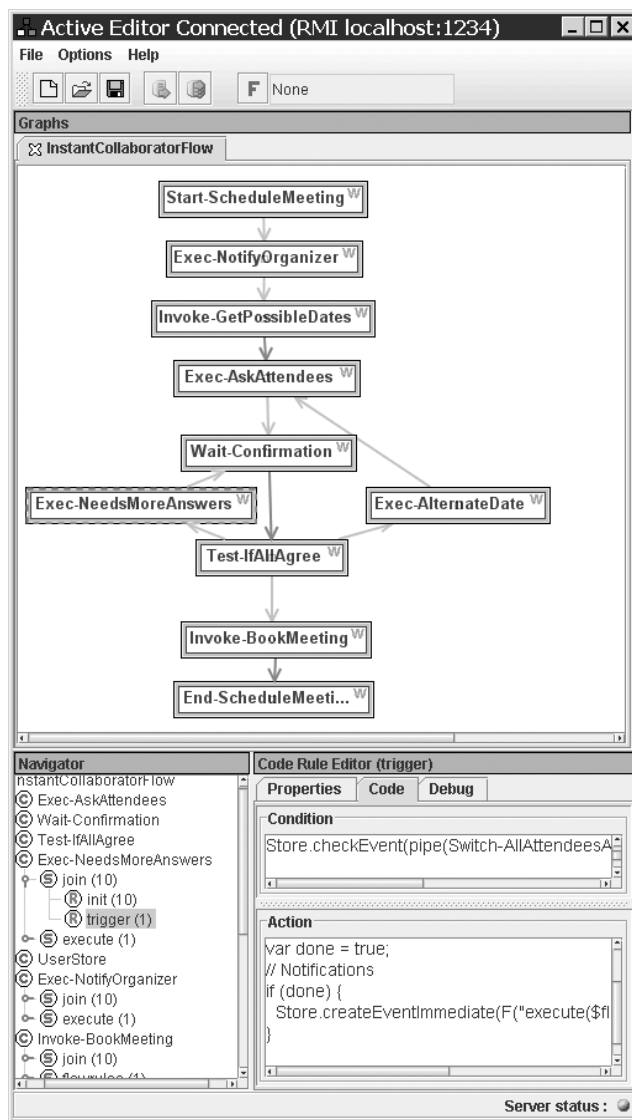 Active Editor Connected (RMI localhost:1234)
File Options Help
F None
Graphs
InstantCollaboratorFlow
Start-ScheduleMeeting W
Exec-NotifyOrganizer W
Invoke-GetPossibleDates W
Exec-AskAttendees W
Wait-Confirmation W
Exec-NeedsMoreAnswers W
Exec-AlternateDate W
Test-IfAllAgree W
Invoke-BookMeeting W
End-ScheduleMeeti... W
Navigator
nstantCollaboratorFlow
C Exec-AskAttendees
C Wait-Confirmation
C Test-IfAllAgree
C Exec-NeedsMoreAnswers
S join (10)
R init (10)
R trigger (1)
S execute (1)
C UserStore
C Exec-NotifyOrganizer
S join (10)
S execute (1)
C Invoke-BookMeeting
S join (10)
S flowrules (1)
Code Rule Editor (trigger)
Properties Code Debug
Condition
Store.checkEvent(pipe(Switch-AllAttendeesA
Action
var done = true;
// Notifications
if (done) {
Store.createEventImmediate(F("execute($fl
}
Server status :